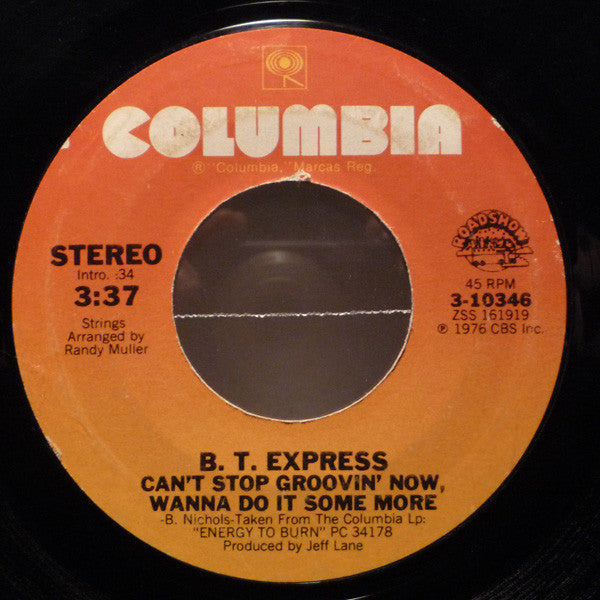 COLUMBIA
® "Columbia," Marcas Reg.
STEREO
Intro. :34
3:37
Strings
Arranged by
Randy Muller
ROADSHOW
45 RPM
3-10346
ZSS 161919
℗ 1976 CBS Inc.
B. T. EXPRESS
CAN'T STOP GROOVIN' NOW,
WANNA DO IT SOME MORE
-B. Nichols-Taken From The Columbia Lp:
"ENERGY TO BURN" PC 34178
Produced by Jeff Lane